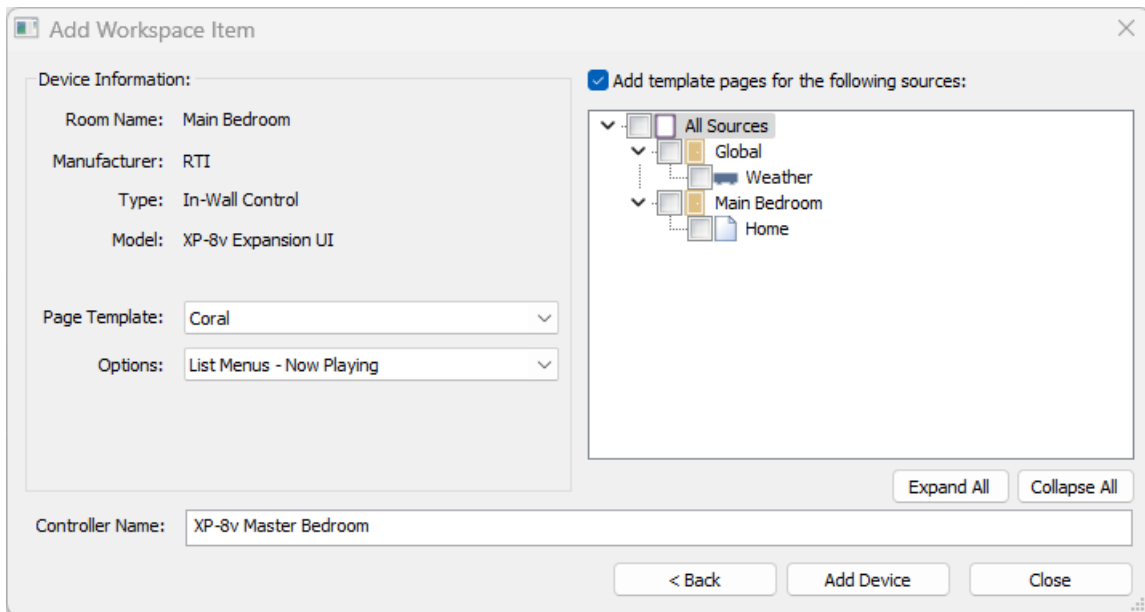 Add Workspace Item
Device Information:
Room Name: Main Bedroom
Manufacturer: RTI
Type: In-Wall Control
Model: XP-8v Expansion UI
Page Template: Coral
Options: List Menus - Now Playing
Add template pages for the following sources:
All Sources
Global
Weather
Main Bedroom
Home
Expand All
Collapse All
Controller Name: XP-8v Master Bedroom
< Back
Add Device
Close